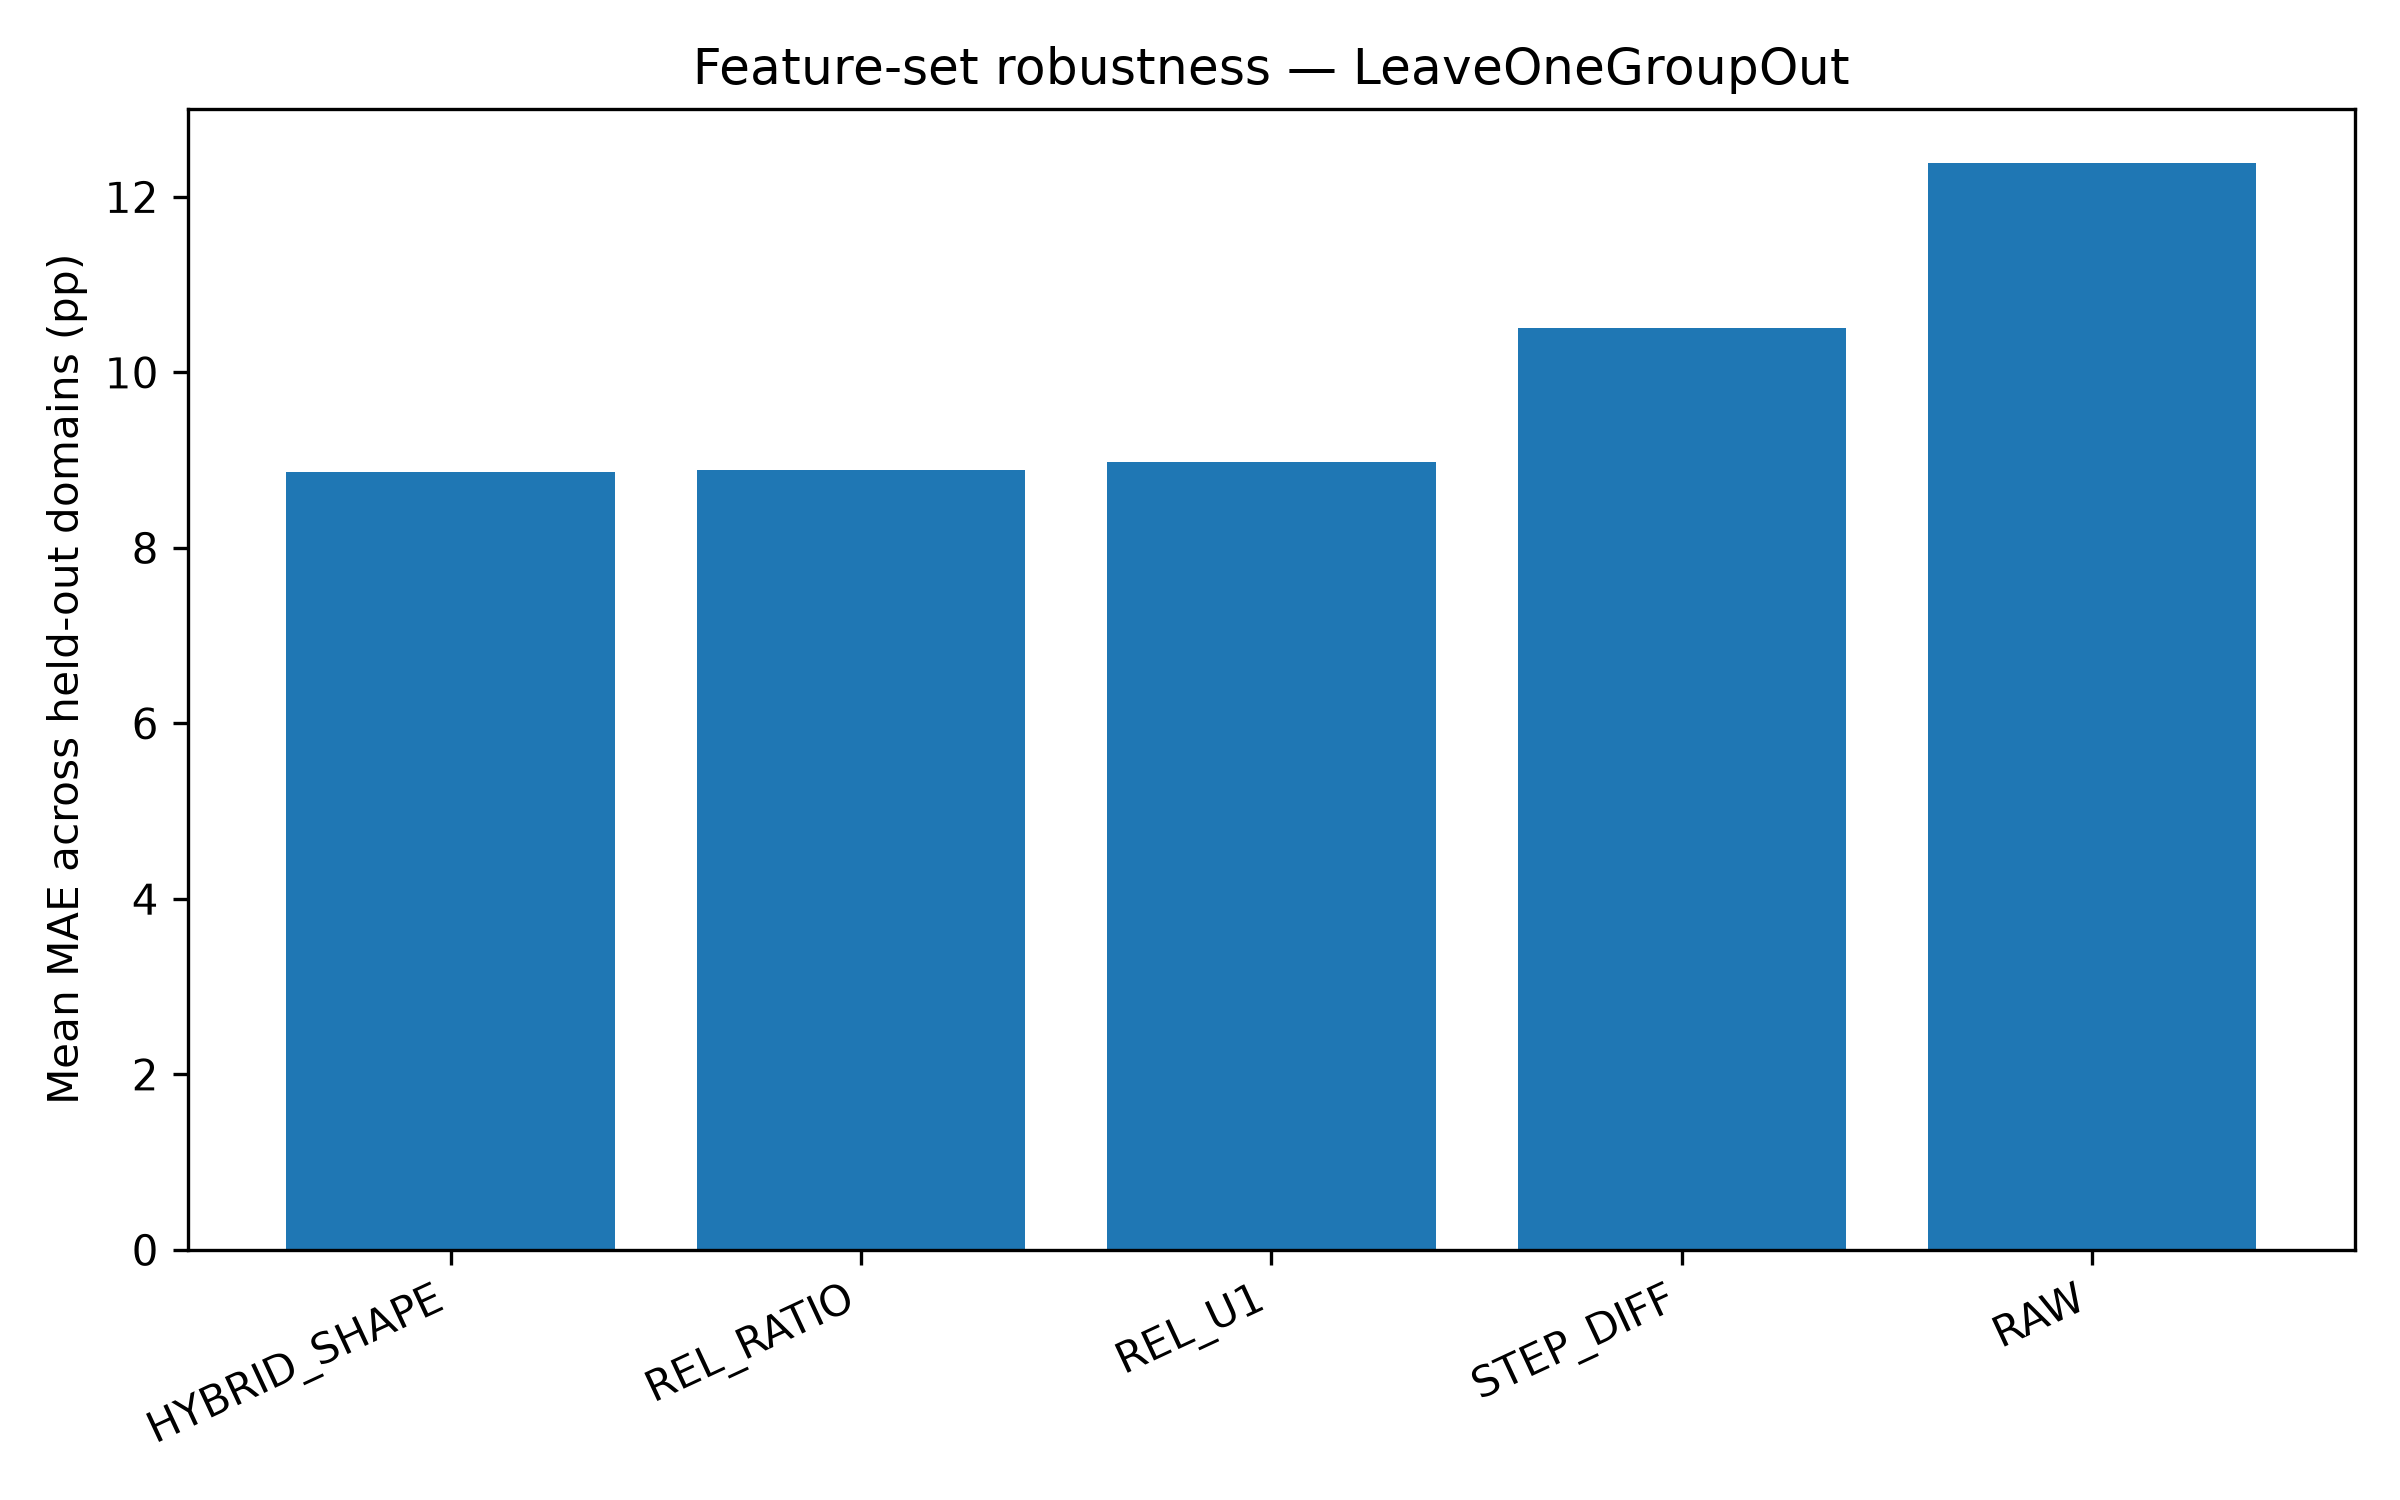 Feature-set robustness — LeaveOneGroupOut
Mean MAE across held-out domains (pp)
12
10
8
6
4
2
0
HYBRID_SHAPE
REL_RATIO
REL_U1
STEP_DIFF
RAW